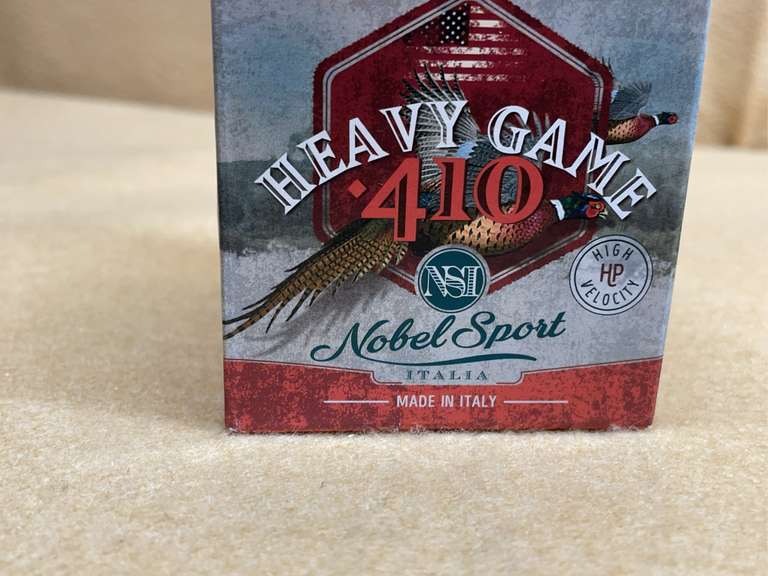 HEAVY GAME
.410
NSI
HIGH
HP
VELOCITY
Nobel Sport
ITALIA
MADE IN ITALY